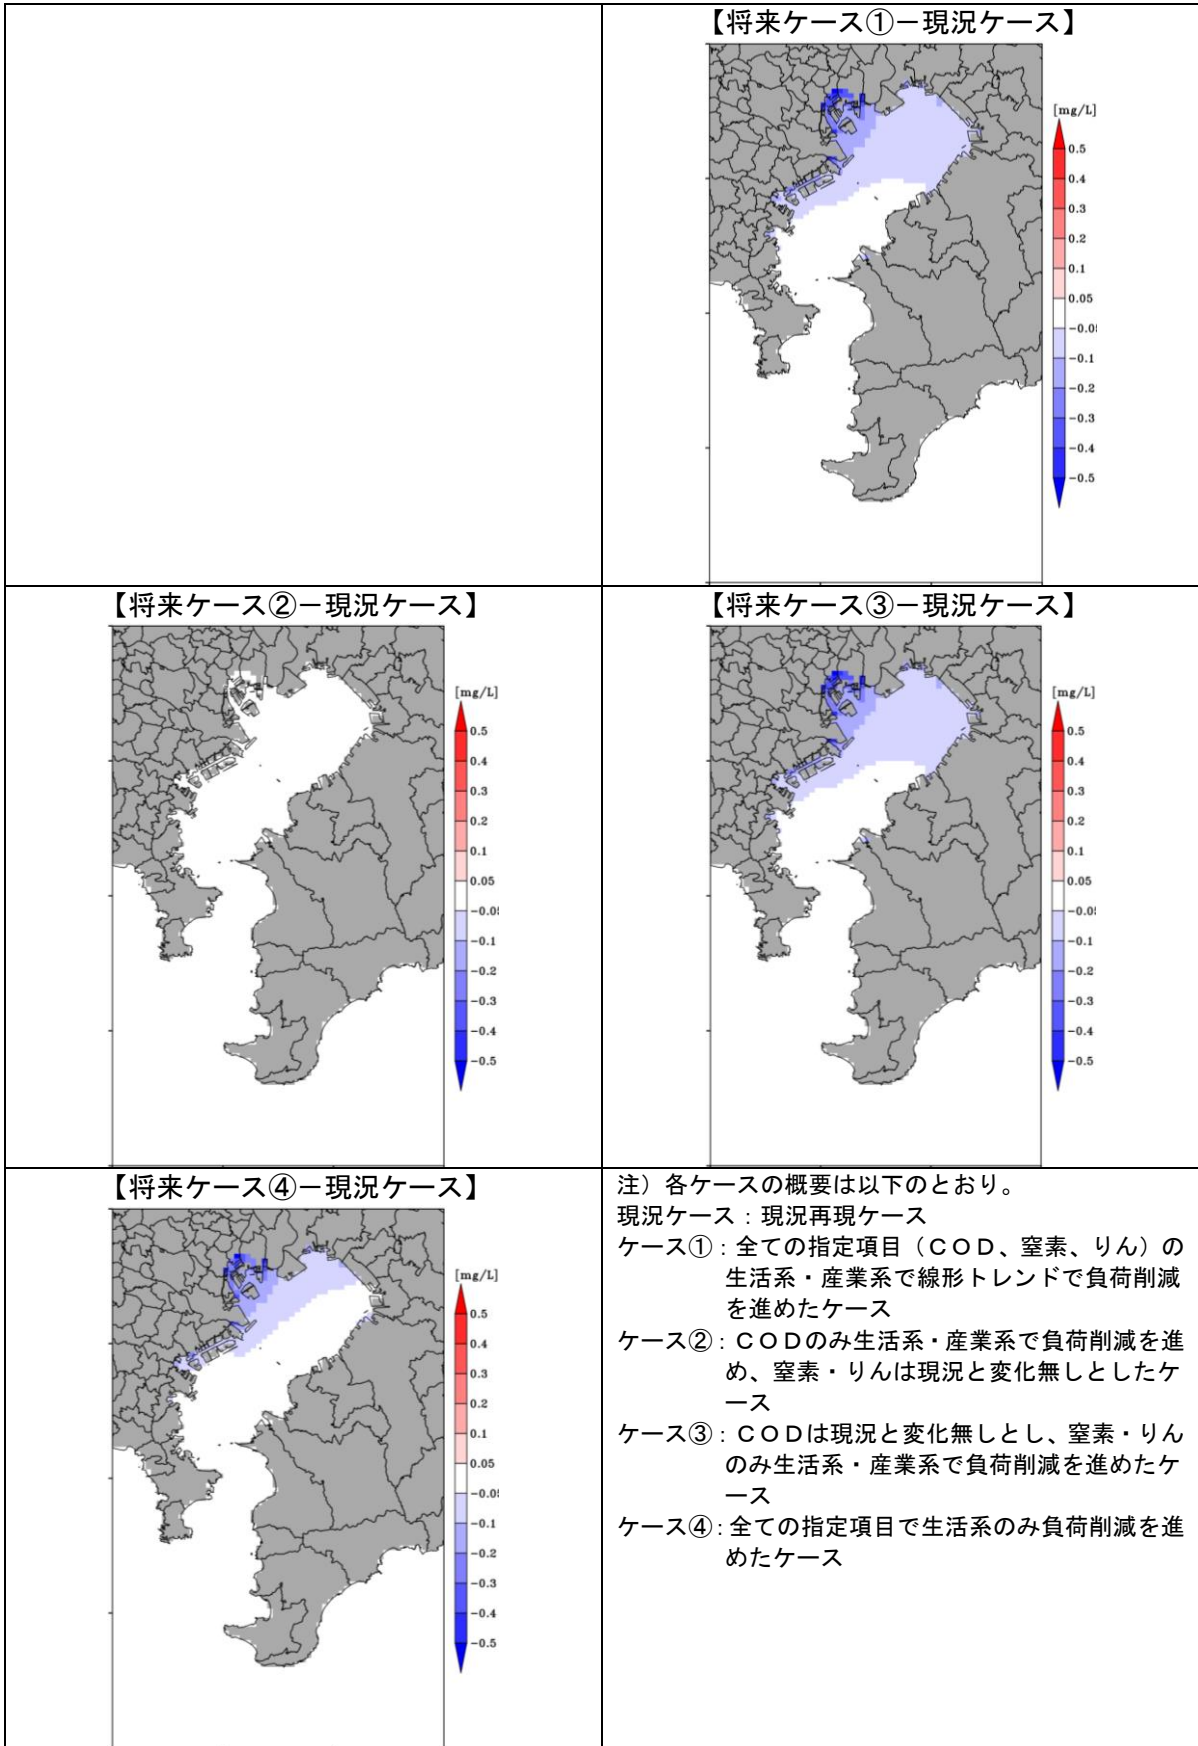 【将来ケース①－現況ケース】
[mg/L]
0.5
0.4
0.3
0.2
0.1
0.05
-0.0
-0.1
-0.2
-0.3
-0.4
-0.5
【将来ケース②－現況ケース】
[mg/L]
0.5
0.4
0.3
0.2
0.1
0.05
-0.0
-0.1
-0.2
-0.3
-0.4
-0.5
【将来ケース③－現況ケース】
[mg/L]
0.5
0.4
0.3
0.2
0.1
0.05
-0.0
-0.1
-0.2
-0.3
-0.4
-0.5
【将来ケース④－現況ケース】
[mg/L]
0.5
0.4
0.3
0.2
0.1
0.05
-0.0
-0.1
-0.2
-0.3
-0.4
-0.5
注）各ケースの概要は以下のとおり。
現況ケース：現況再現ケース
ケース①：全ての指定項目（ＣＯＤ、窒素、りん）の
生活系・産業系で線形トレンドで負荷削減
を進めたケース
ケース②：ＣＯＤのみ生活系・産業系で負荷削減を進
め、窒素・りんは現況と変化無しとしたケ
ース
ケース③：ＣＯＤは現況と変化無しとし、窒素・りん
のみ生活系・産業系で負荷削減を進めたケ
ース
ケース④：全ての指定項目で生活系のみ負荷削減を進
めたケース